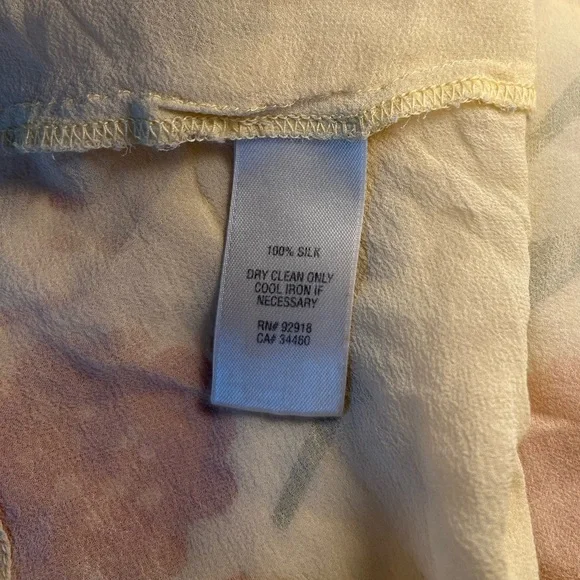 100% SILK
DRY CLEAN ONLY
COOL IRON IF
NECESSARY
RN# 92918
CA# 34480